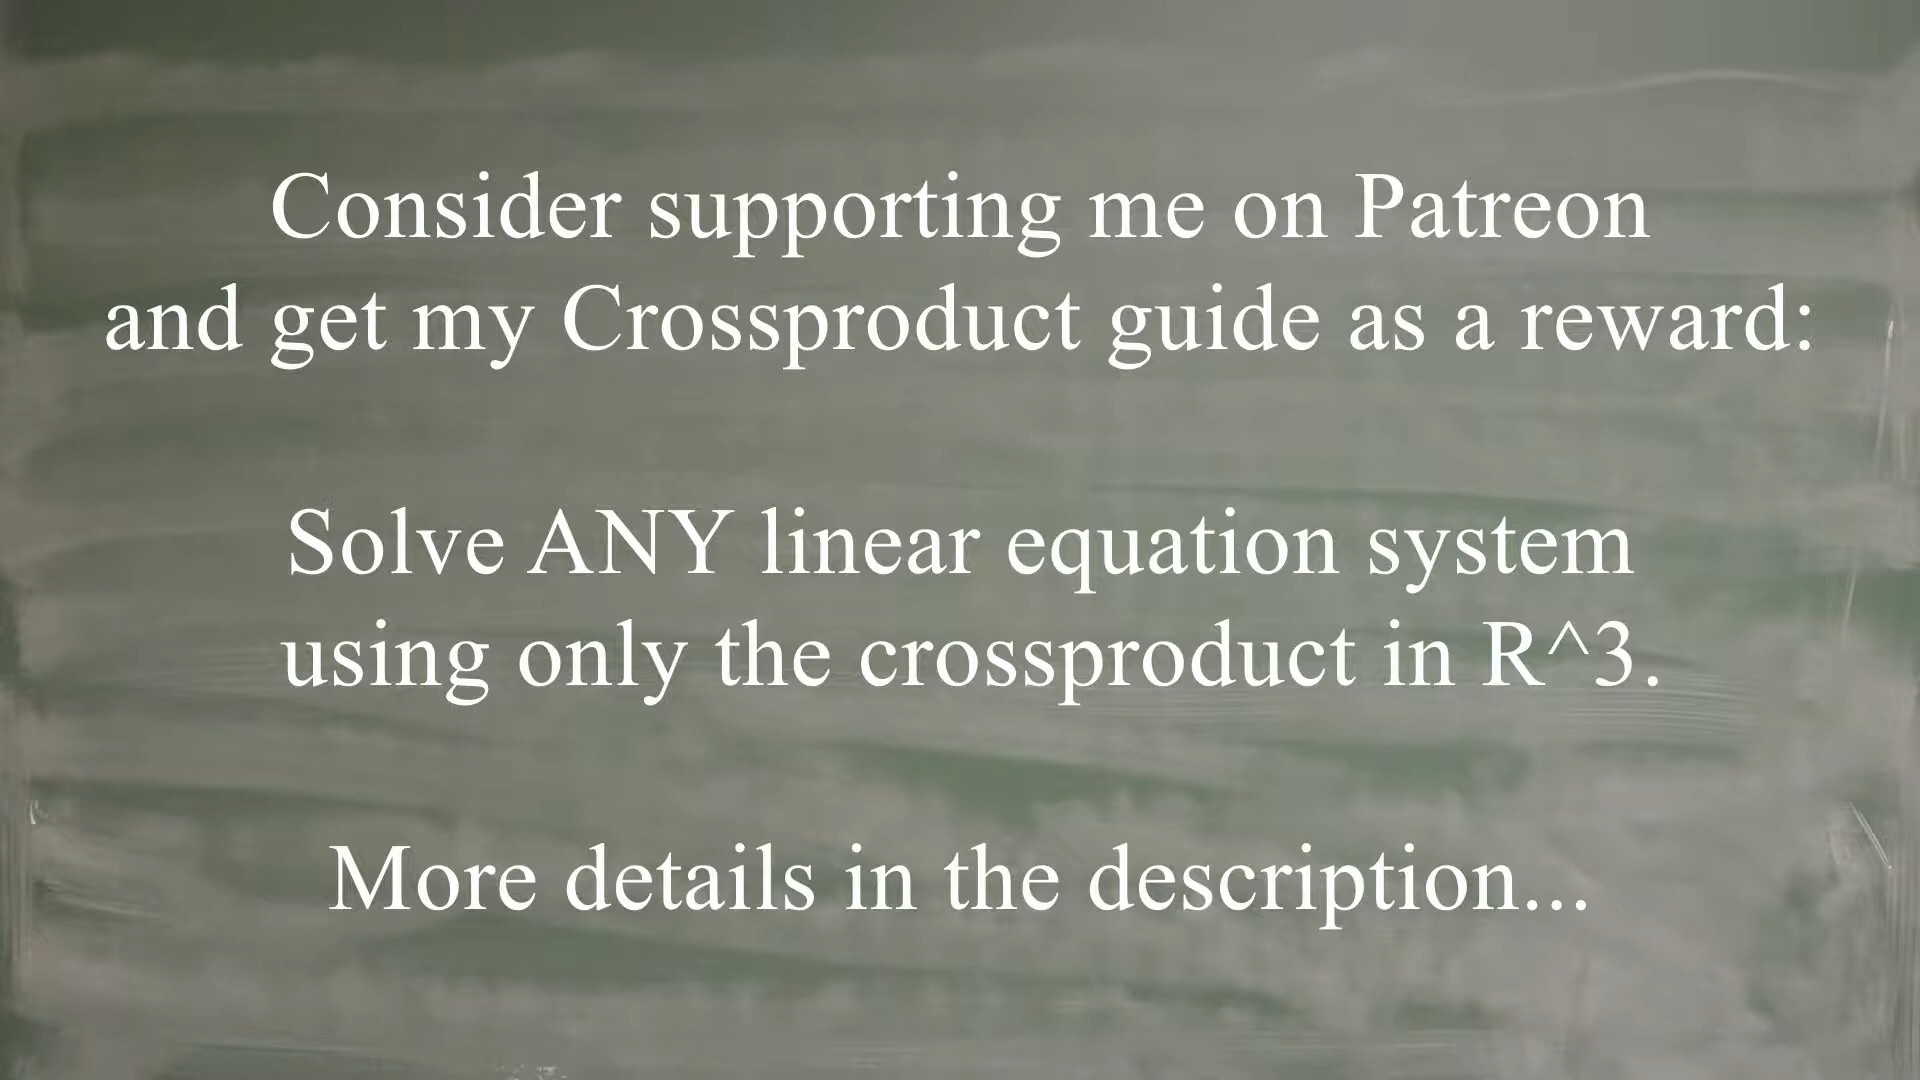 Consider supporting me on Patreon
and get my Crossproduct guide as a reward:
Solve ANY linear equation system
using only the crossproduct in R^3.
More details in the description...